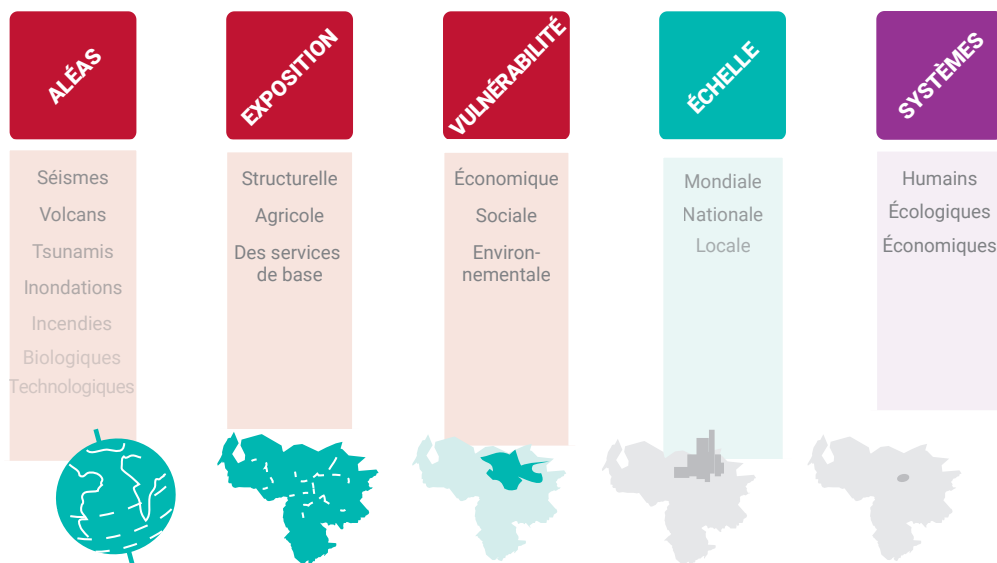 ALÉAS
Séismes
Volcans
Tsunamis
Inondations
Incendies
Biologiques
Technologiques
EXPOSITION
Structurelle
Agricole
Des services
de base
VULNÉRABILITÉ
Économique
Sociale
Environ-
nementale
ÉCHELLE
Mondiale
Nationale
Locale
SYSTÈMES
Humains
Écologiques
Économiques